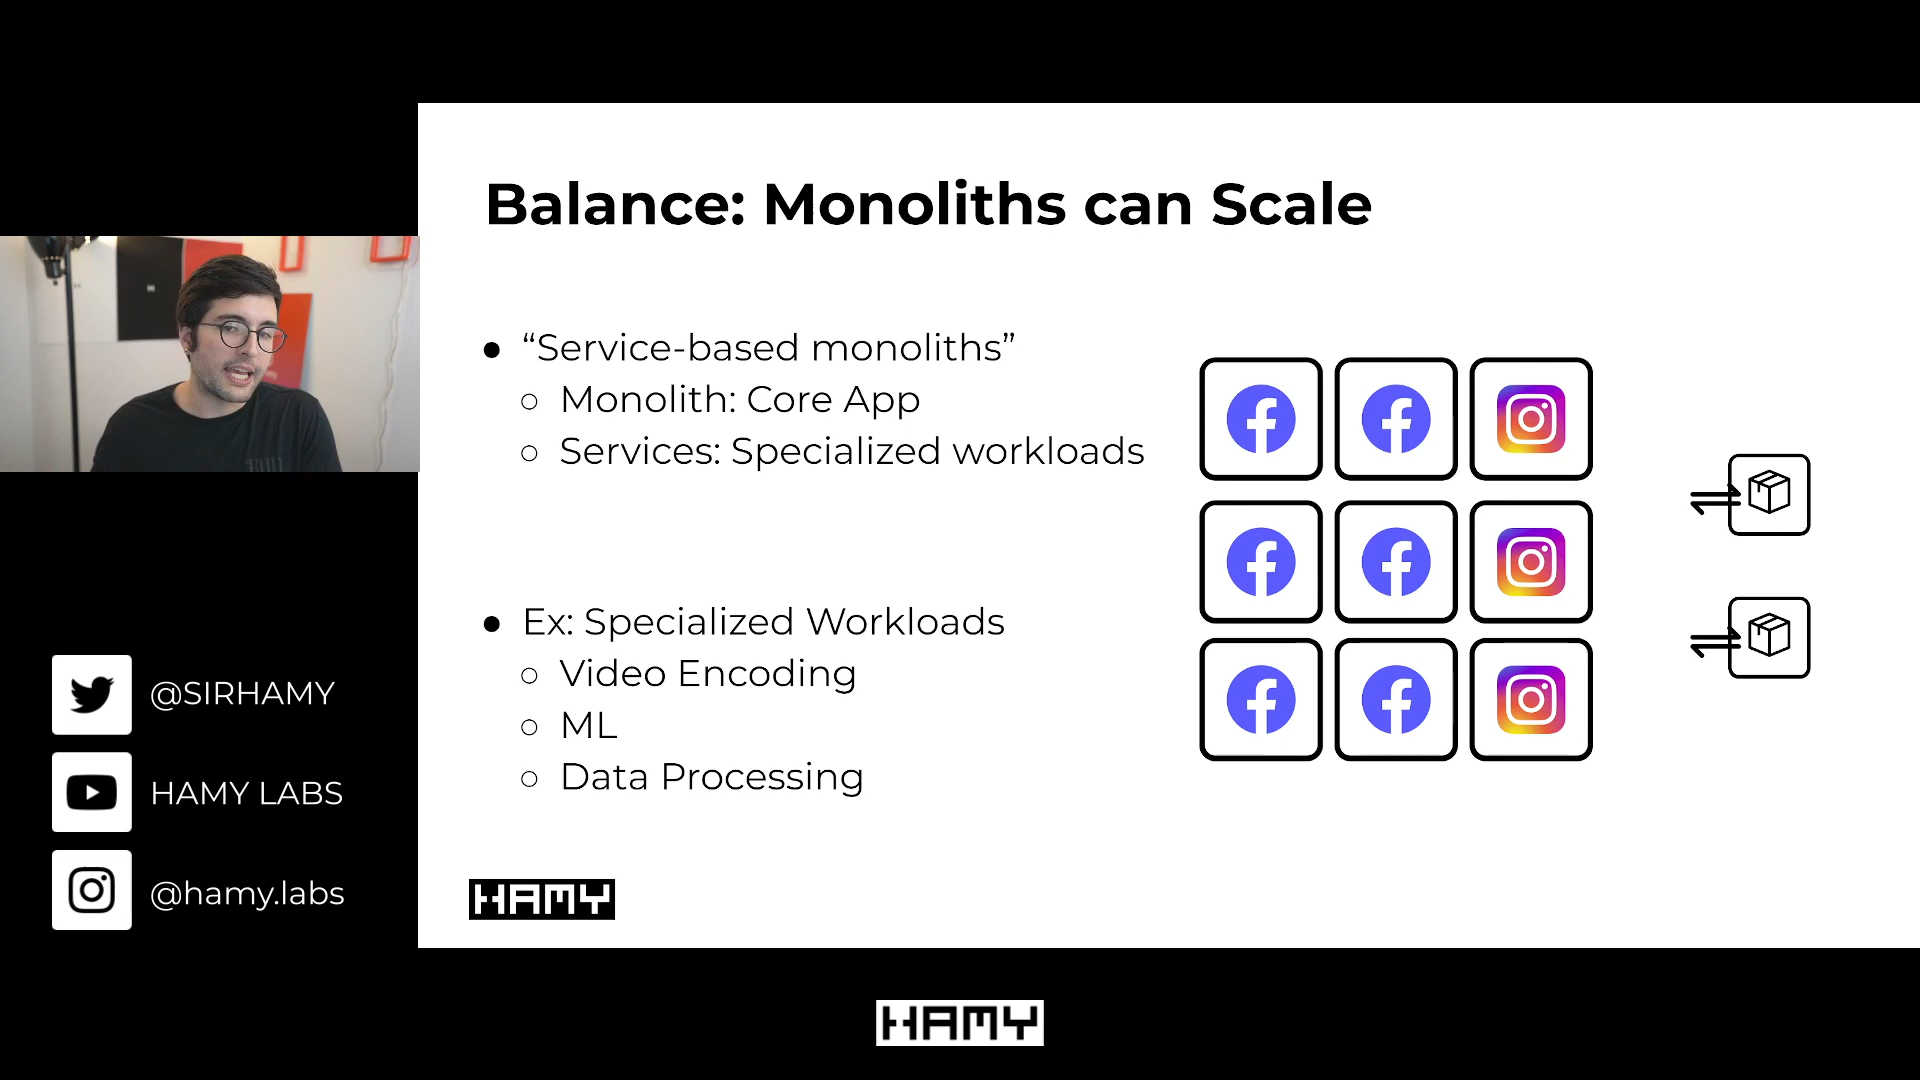 Balance: Monoliths can Scale
● “Service-based monoliths”
○ Monolith: Core App
○ Services: Specialized workloads
● Ex: Specialized Workloads
○ Video Encoding
○ ML
○ Data Processing
HAMY
@SIRHAMY
HAMY LABS
@hamy.labs
HAMY